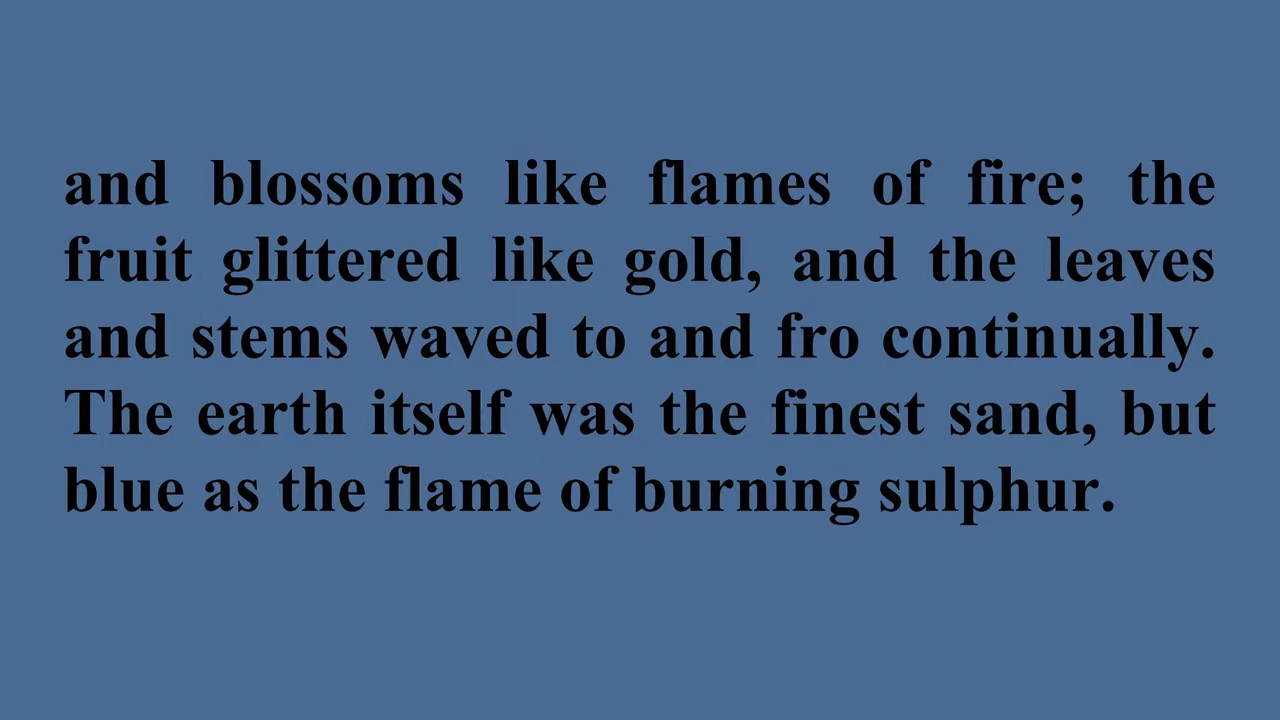 and blossoms like flames of fire; the
fruit glittered like gold, and the leaves
and stems waved to and fro continually.
The earth itself was the finest sand, but
blue as the flame of burning sulphur.